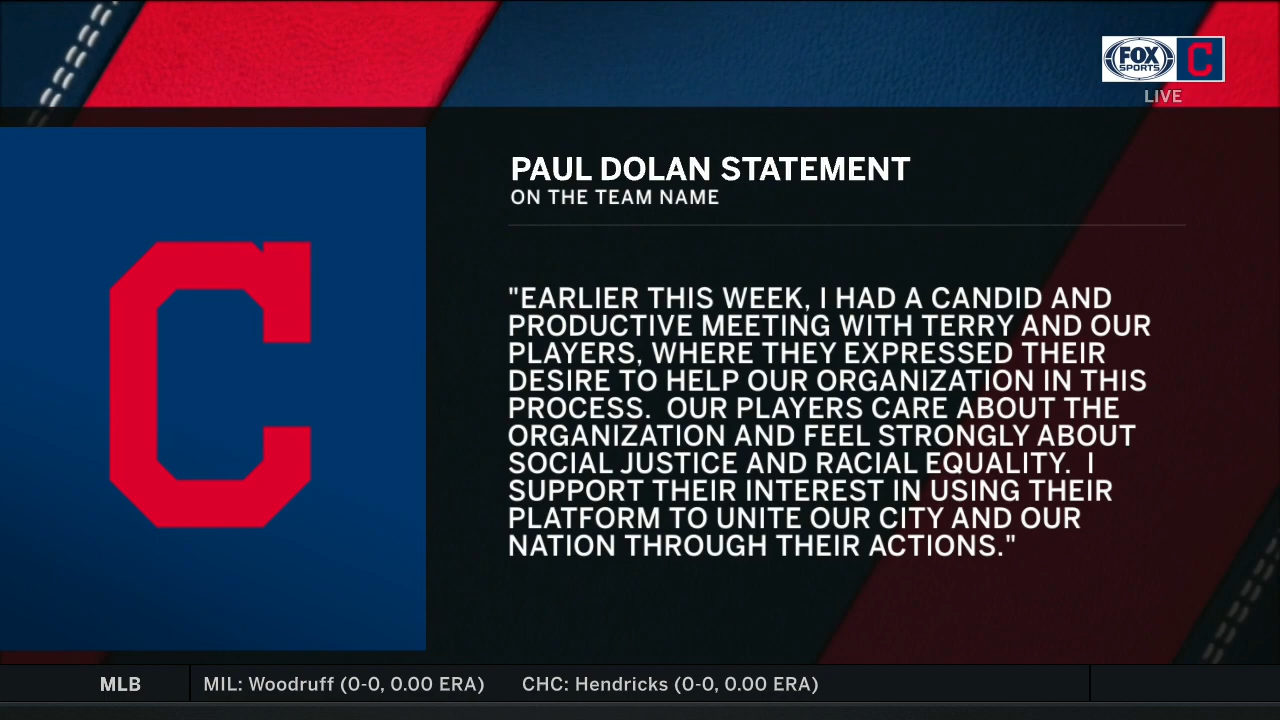 FOX
SPORTS
C
LIVE
C
PAUL DOLAN STATEMENT
ON THE TEAM NAME
"EARLIER THIS WEEK, I HAD A CANDID AND
PRODUCTIVE MEETING WITH TERRY AND OUR
PLAYERS, WHERE THEY EXPRESSED THEIR
DESIRE TO HELP OUR ORGANIZATION IN THIS
PROCESS.  OUR PLAYERS CARE ABOUT THE
ORGANIZATION AND FEEL STRONGLY ABOUT
SOCIAL JUSTICE AND RACIAL EQUALITY.  I
SUPPORT THEIR INTEREST IN USING THEIR
PLATFORM TO UNITE OUR CITY AND OUR
NATION THROUGH THEIR ACTIONS."
MLB MIL: Woodruff (0-0, 0.00 ERA) CHC: Hendricks (0-0, 0.00 ERA)